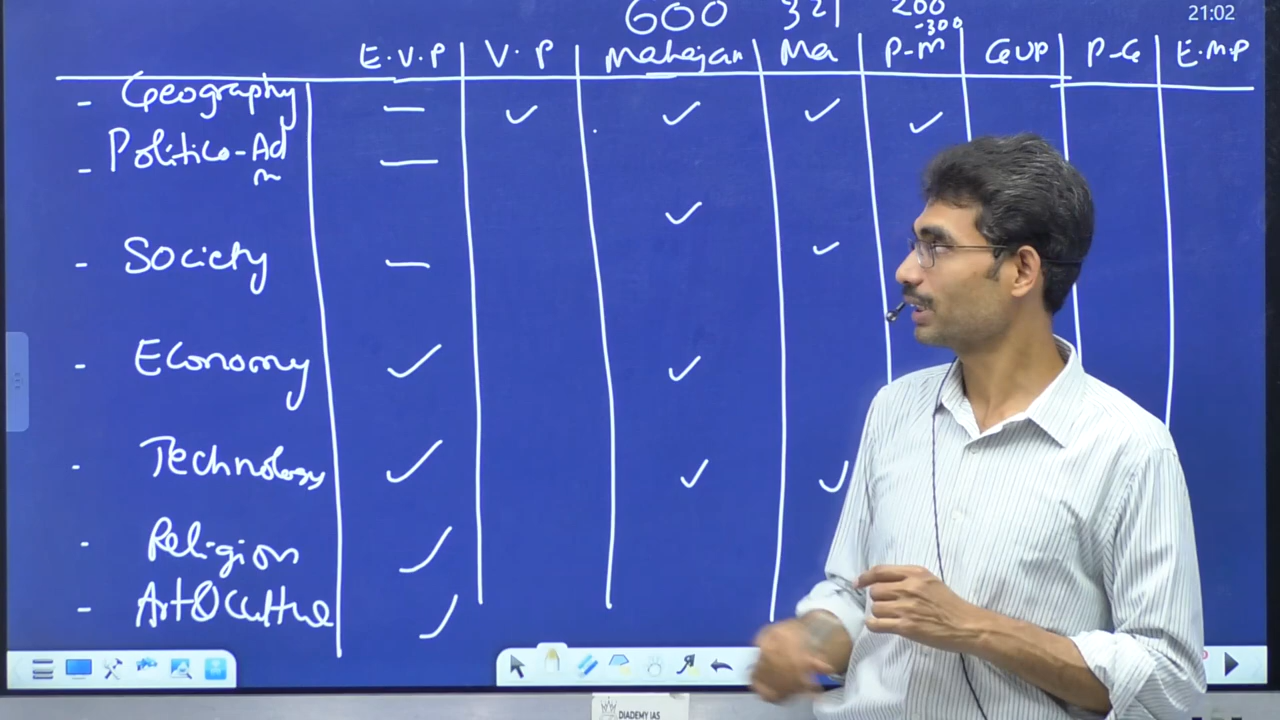 600 321 200 21:02
-300
E.V.P V.P Mahajan Ma P-m GUP P-G E.M.P
- Geography — ✓ ✓ ✓ ✓
- Politico-Ad —
m ✓
- Society — ✓
- Economy ✓ ✓
- Technology ✓ ✓ ✓
- Religion ✓
- Art & Culture ✓
DIADEMY IAS